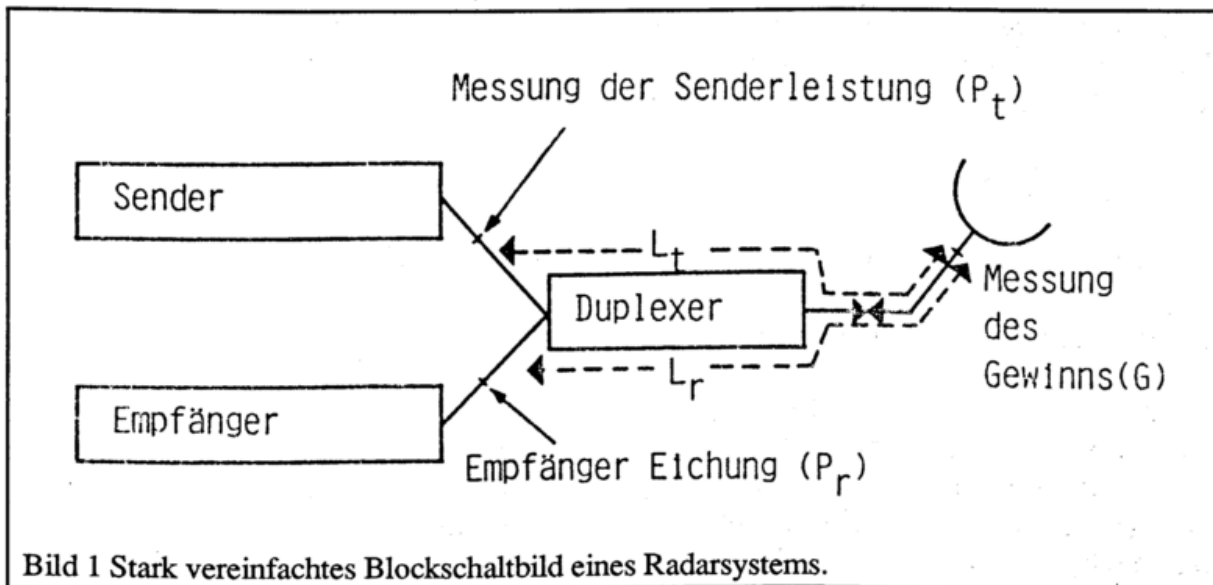 Messung der Senderleistung (Pt)
Sender
Lt
Duplexer
Messung
des
Gewinns(G)
Lr
Empfänger
Empfänger Eichung (Pr)
Bild 1 Stark vereinfachtes Blockschaltbild eines Radarsystems.